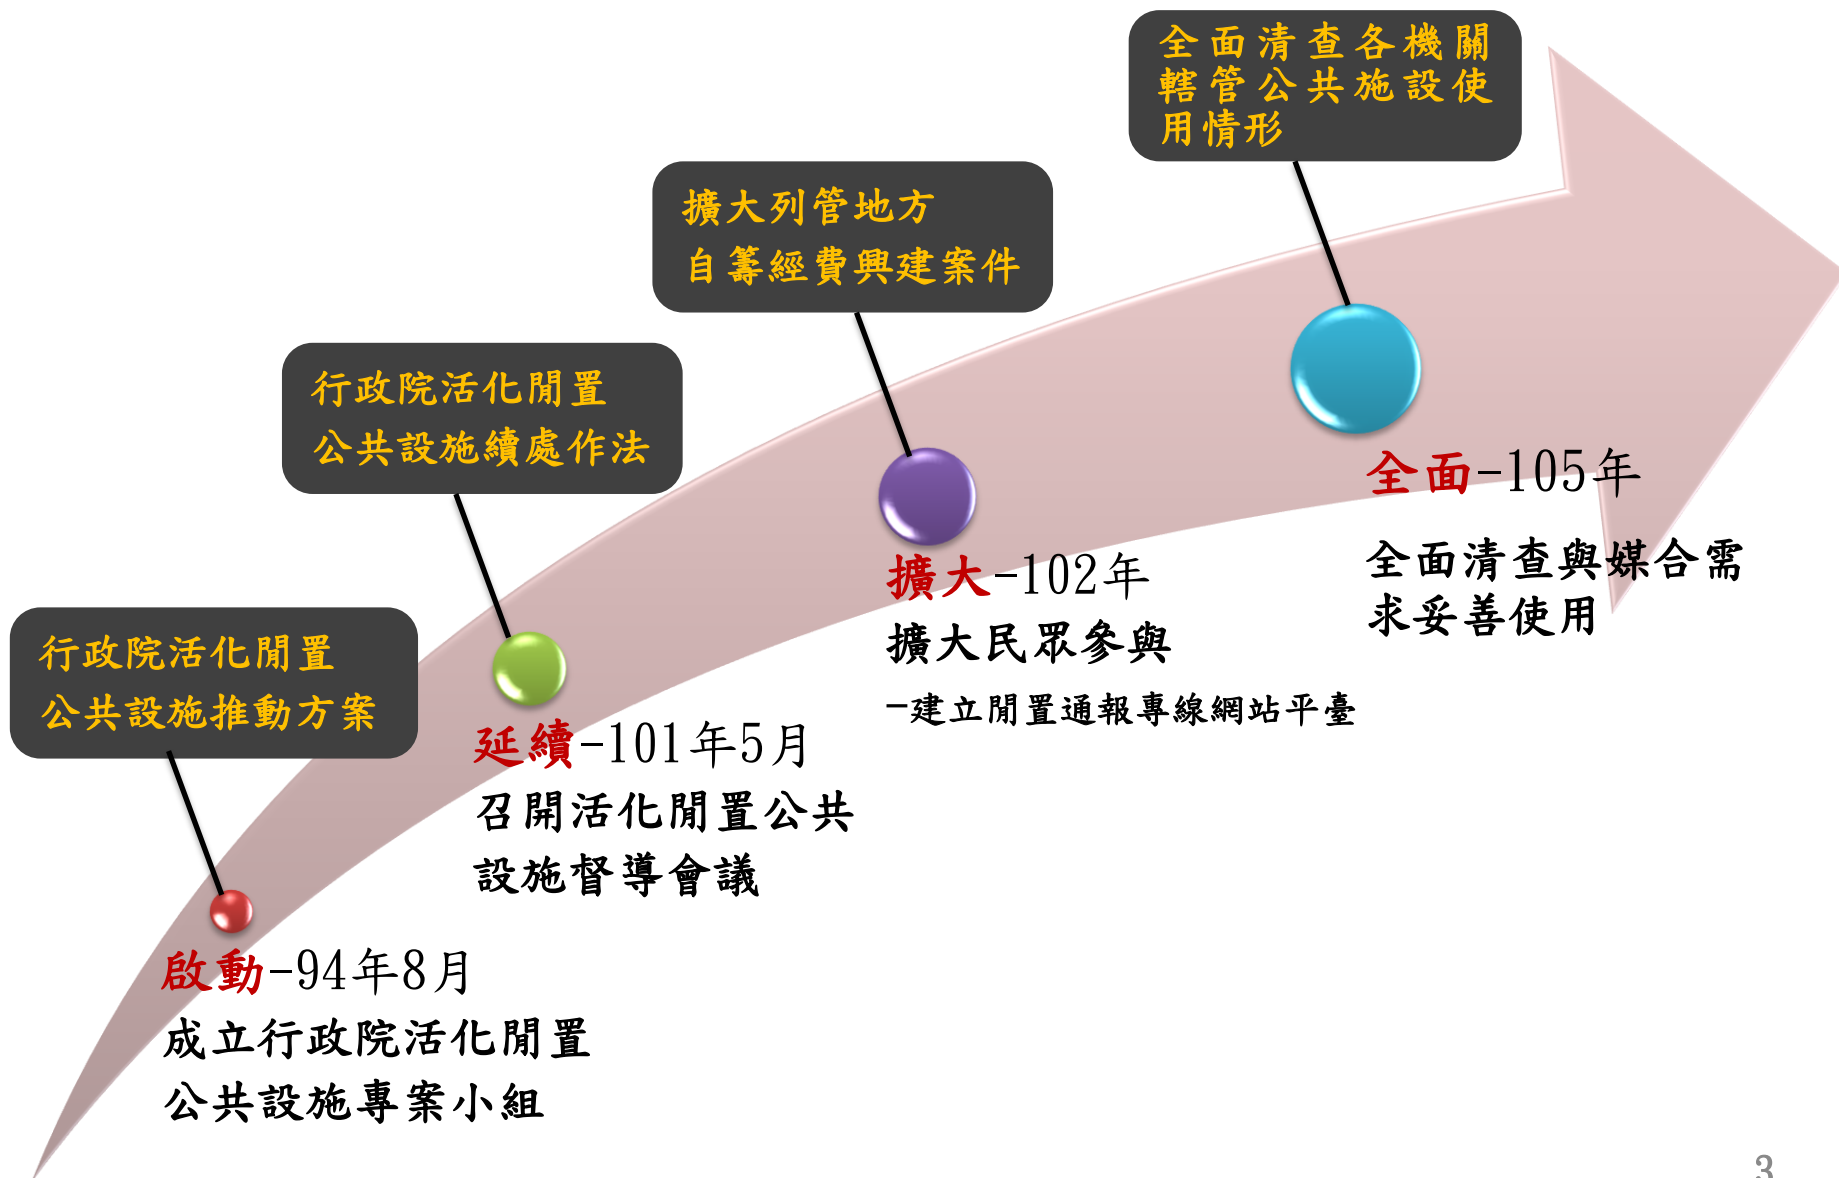 全面清查各機關
轄管公共施設使
用情形
擴大列管地方
自籌經費興建案件
行政院活化閒置
公共設施續處作法
行政院活化閒置
公共設施推動方案
全面-105年
全面清查與媒合需
求妥善使用
擴大-102年
擴大民眾參與
-建立閒置通報專線網站平臺
延續-101年5月
召開活化閒置公共
設施督導會議
啟動-94年8月
成立行政院活化閒置
公共設施專案小組
3